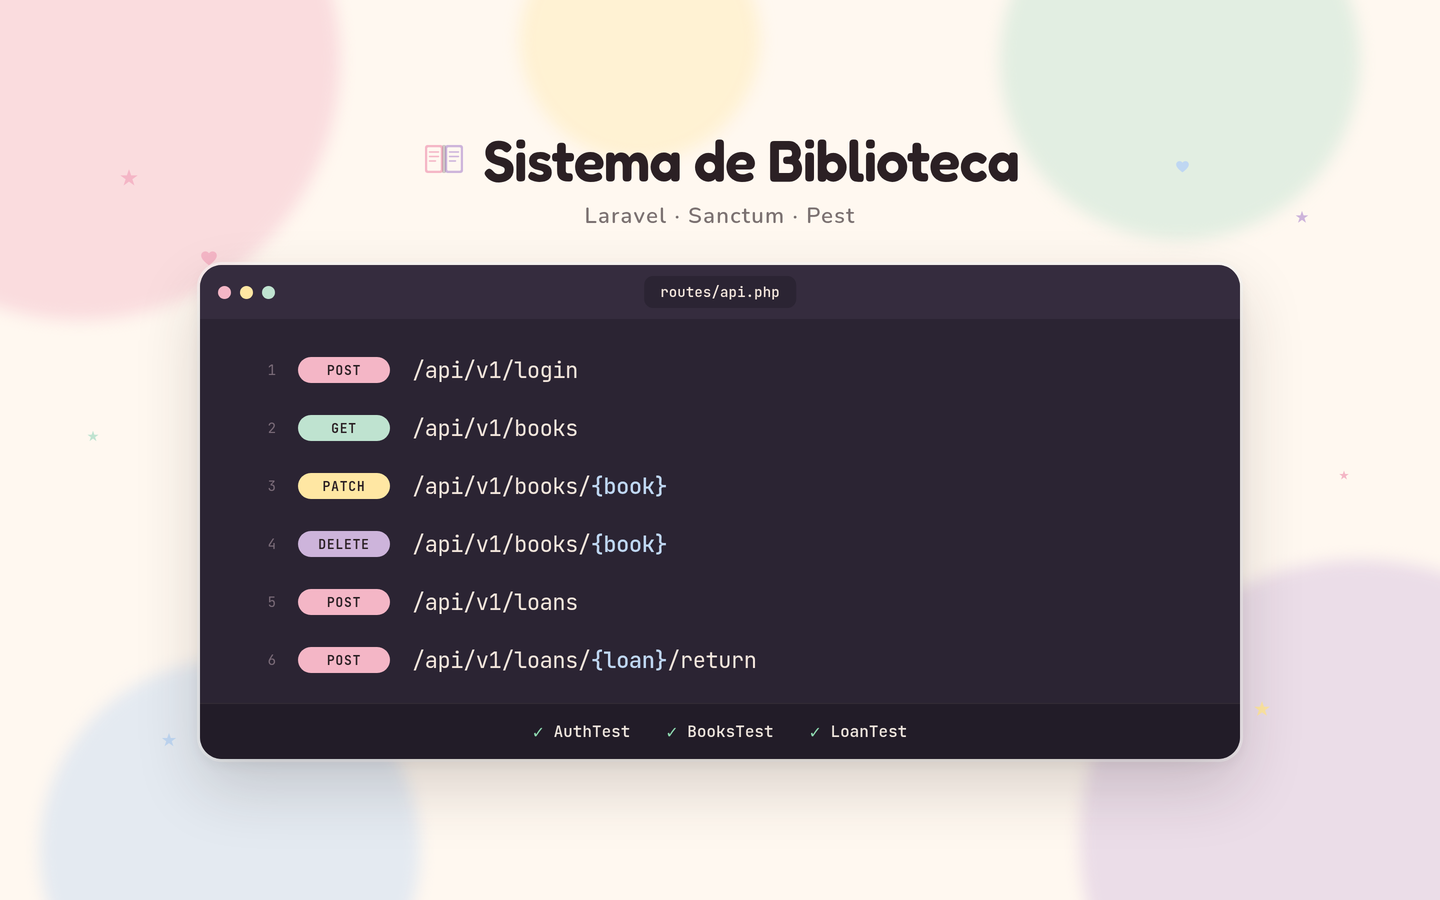 Sistema de Biblioteca
Laravel · Sanctum · Pest
routes/api.php
1 POST /api/v1/login
2 GET /api/v1/books
3 PATCH /api/v1/books/{book}
4 DELETE /api/v1/books/{book}
5 POST /api/v1/loans
6 POST /api/v1/loans/{loan}/return
✓ AuthTest ✓ BooksTest ✓ LoanTest